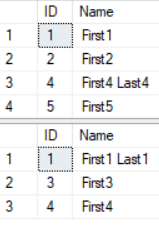 ID Name
1 1 First1
2 2 First2
3 4 First4 Last4
4 5 First5
ID Name
1 1 First1 Last1
2 3 First3
3 4 First4